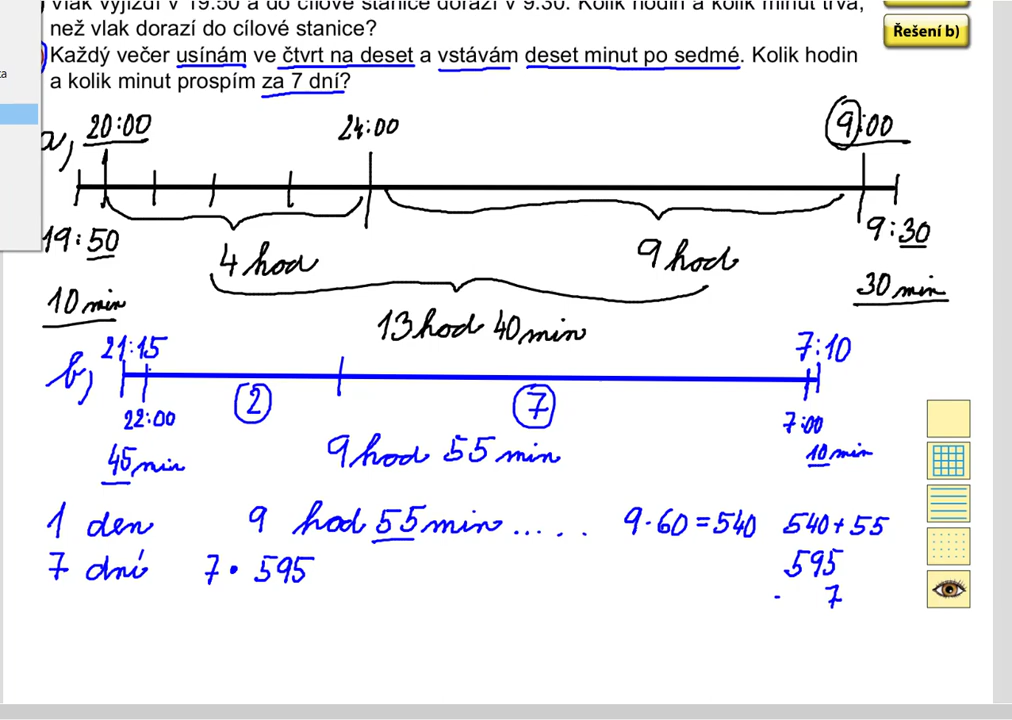 Vlak vyjíždí v 19.50 a do cílové stanice dorazí v 9.30. Kolik hodin a kolik minut trvá,
než vlak dorazí do cílové stanice?
Řešení b)
Každý večer usínám ve čtvrt na deset a vstávám deset minut po sedmé. Kolik hodin
a kolik minut prospím za 7 dní?
ta
a, 20:00 24:00 9:00
19:50 9:30
4 hod 9 hod
10 min 30 min
13 hod 40 min
b, 21:15 7:10
22:00 2 7 7:00
45 min 9 hod 55 min 10 min
1 den 9 hod 55 min ..... 9·60=540 540+55
7 dní 7·595 595
· 7